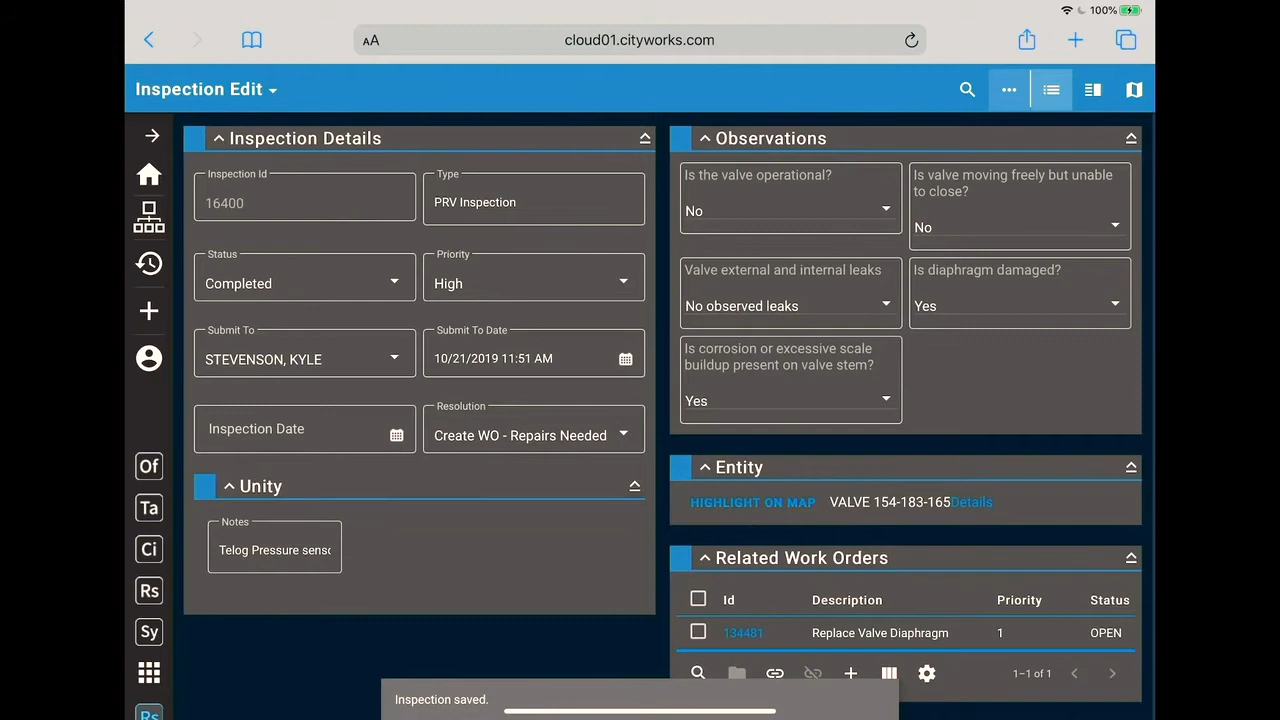 100%
AA
cloud01.cityworks.com
Inspection Edit
Inspection Details
Inspection Id
16400
Type
PRV Inspection
Status
Completed
Priority
High
Submit To
STEVENSON, KYLE
Submit To Date
10/21/2019 11:51 AM
Inspection Date
Resolution
Create WO - Repairs Needed
Unity
Notes
Telog Pressure senso
Observations
Is the valve operational?
No
Is valve moving freely but unable
to close?
No
Valve external and internal leaks
No observed leaks
Is diaphragm damaged?
Yes
Is corrosion or excessive scale
buildup present on valve stem?
Yes
Entity
HIGHLIGHT ON MAP VALVE 154-183-165Details
Related Work Orders
Id Description Priority Status
134481 Replace Valve Diaphragm 1 OPEN
1–1 of 1
Of
Ta
Ci
Rs
Sy
Rs
Inspection saved.